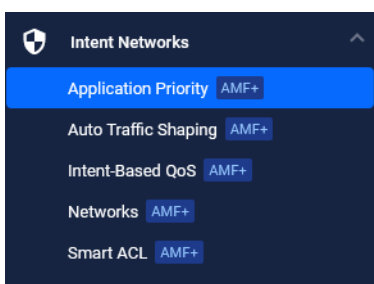 Intent Networks
Application Priority AMF+
Auto Traffic Shaping AMF+
Intent-Based QoS AMF+
Networks AMF+
Smart ACL AMF+